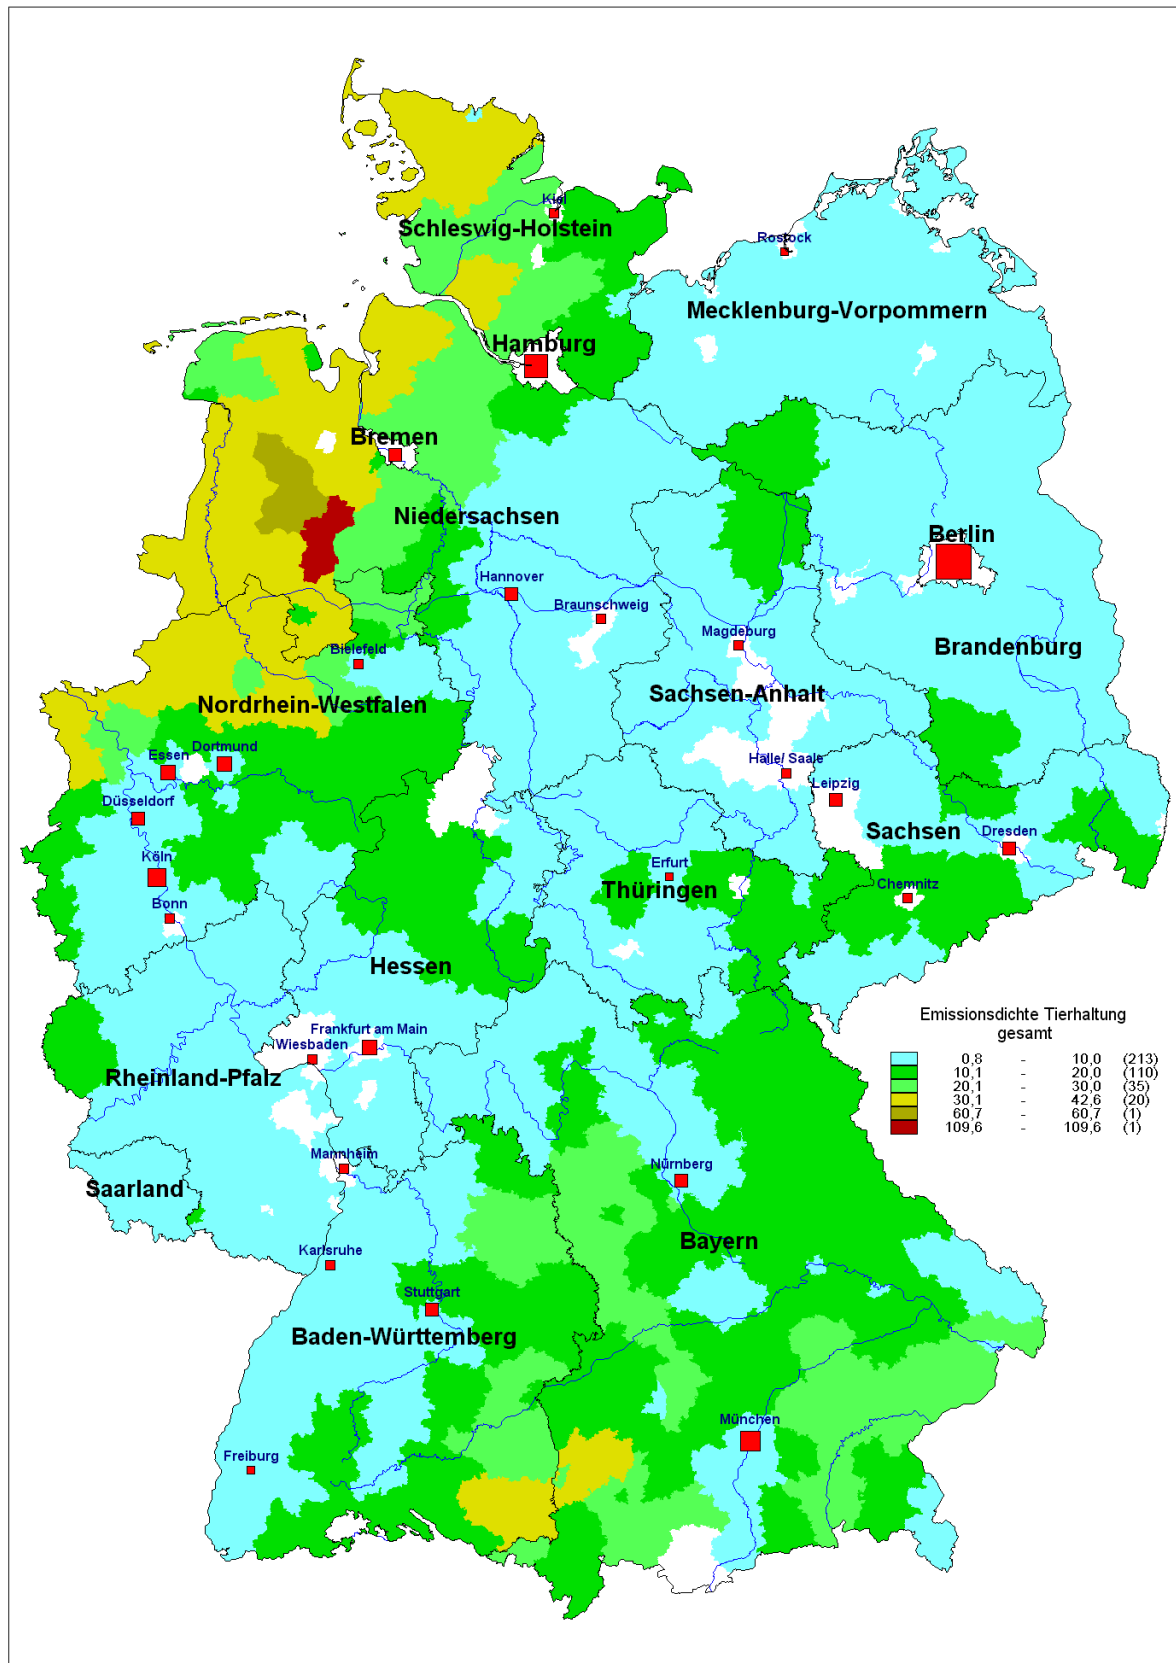 Kiel
Schleswig-Holstein
Rostock
Mecklenburg-Vorpommern
Hamburg
Bremen
Niedersachsen
Berlin
Hannover
Braunschweig
Magdeburg
Brandenburg
Bielefeld
Sachsen-Anhalt
Nordrhein-Westfalen
Essen
Dortmund
Halle/ Saale
Leipzig
Düsseldorf
Sachsen
Dresden
Köln
Erfurt
Thüringen
Chemnitz
Bonn
Hessen
Emissionsdichte Tierhaltung
gesamt
Frankfurt am Main
Wiesbaden
0,8 - 10,0 (213)
10,1 - 20,0 (110)
20,1 - 30,0 (35)
30,1 - 42,6 (20)
60,7 - 60,7 (1)
109,6 - 109,6 (1)
Rheinland-Pfalz
Mannheim
Nürnberg
Saarland
Bayern
Karlsruhe
Stuttgart
Baden-Württemberg
München
Freiburg